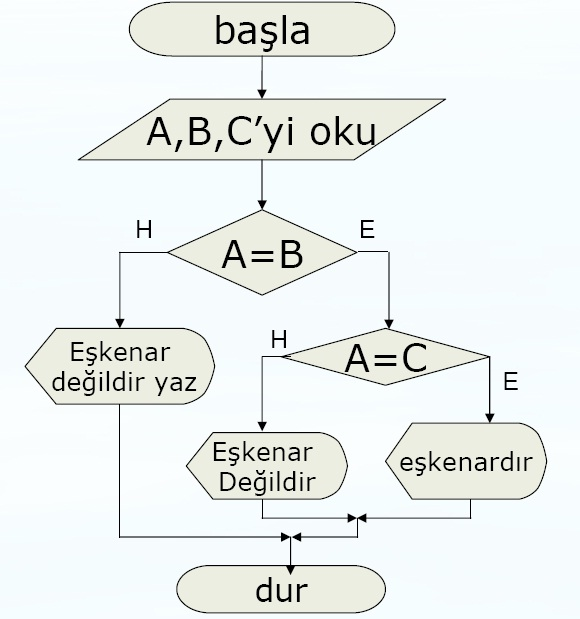 başla
A,B,C’yi oku
H
E
A=B
Eşkenar
değildir yaz
H
A=C
E
Eşkenar
Değildir
eşkenardır
dur